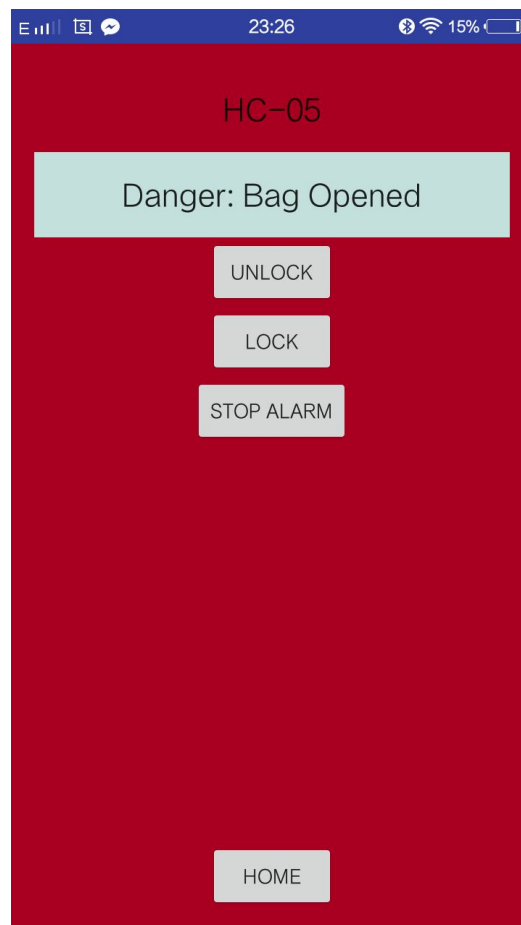 E 23:26 15%
HC-05
Danger: Bag Opened
UNLOCK
LOCK
STOP ALARM
HOME